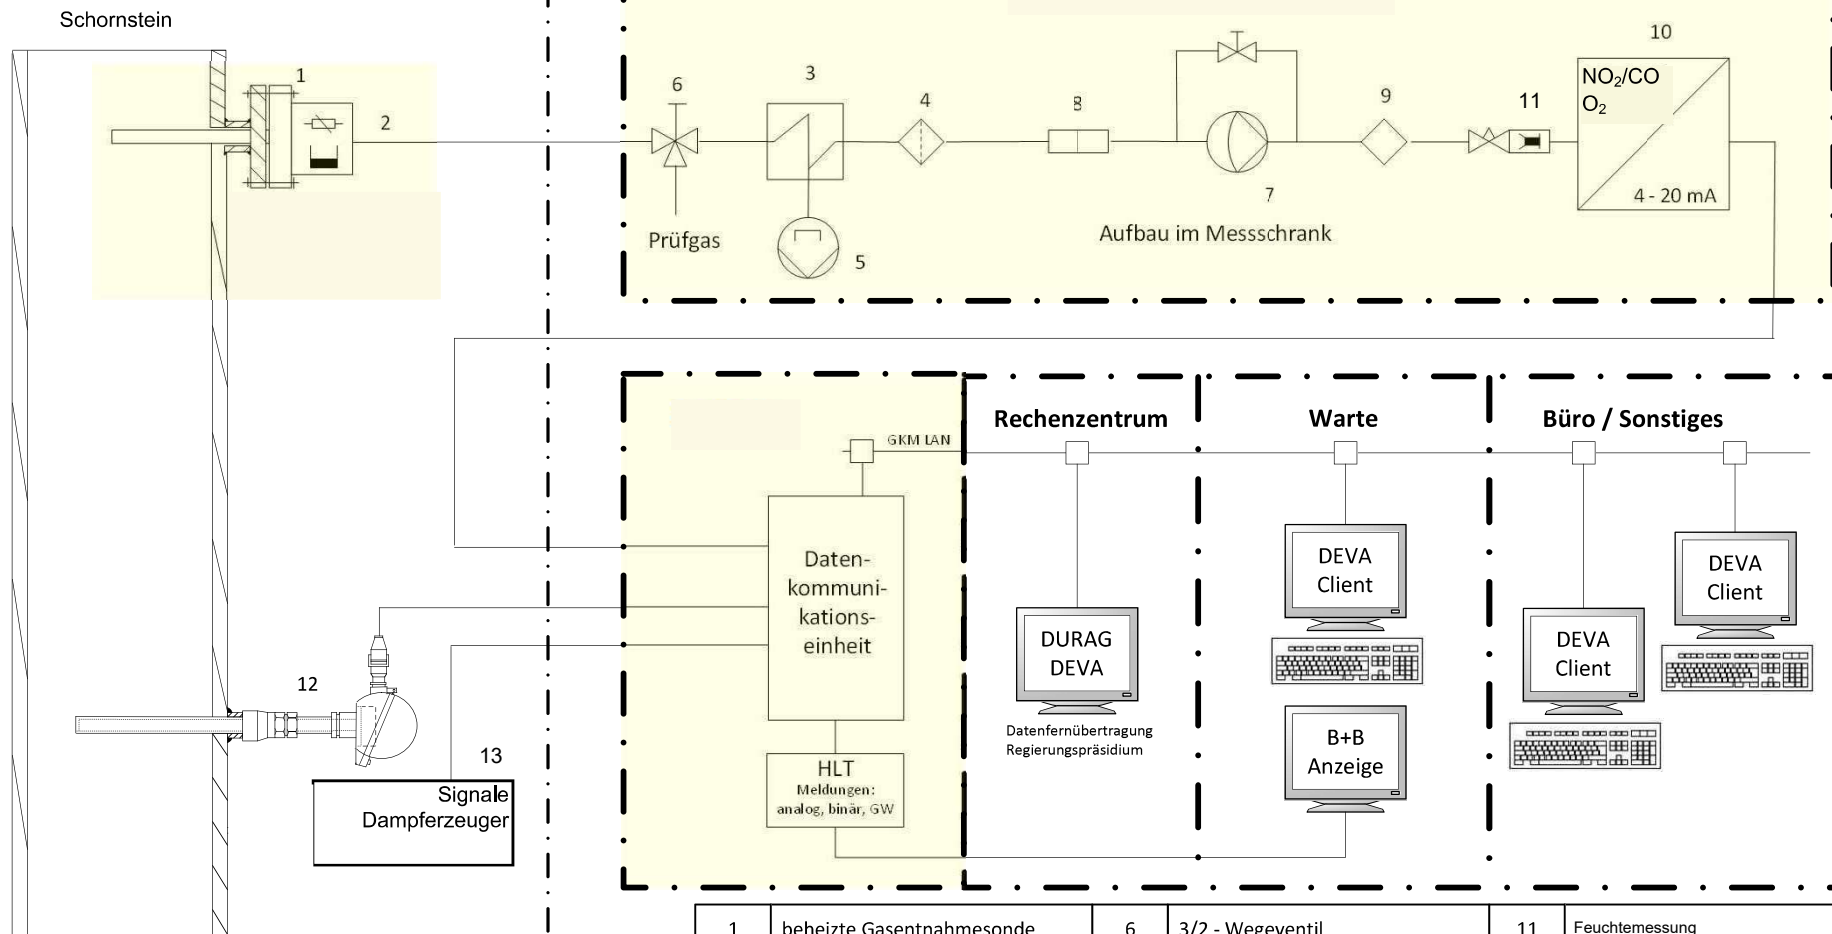 Schornstein
1
2
6
3
4
8
9
11
10
NO₂/CO
O₂
4 - 20 mA
7
5
Prüfgas
Aufbau im Messschrank
GKM LAN
Rechenzentrum
Warte
Büro / Sonstiges
Daten-
kommuni-
kations-
einheit
DURAG
DEVA
Datenfernübertragung
Regierungspräsidium
DEVA
Client
B+B
Anzeige
DEVA
Client
DEVA
Client
12
13
Signale
Dampferzeuger
HLT
Meldungen:
analog, binär, GW
1 beheizte Gasentnahmesonde 6 3/2 - Wegeventil 11 Feuchtemessung